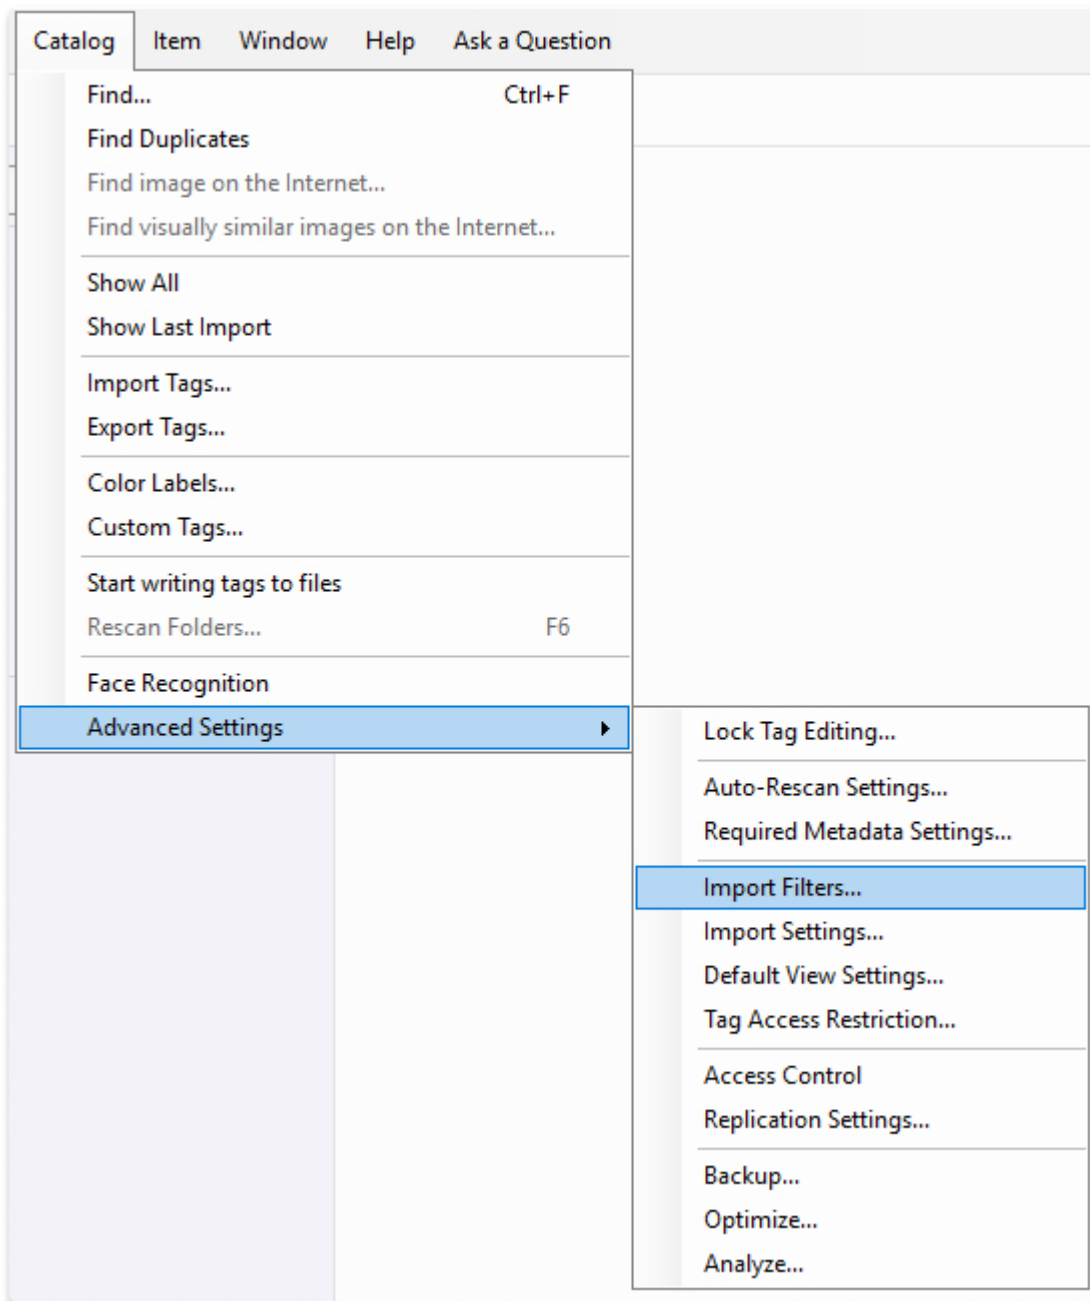 Catalog Item Window Help Ask a Question
Find... Ctrl+F
Find Duplicates
Find image on the Internet...
Find visually similar images on the Internet...
Show All
Show Last Import
Import Tags...
Export Tags...
Color Labels...
Custom Tags...
Start writing tags to files
Rescan Folders... F6
Face Recognition
Advanced Settings
Lock Tag Editing...
Auto-Rescan Settings...
Required Metadata Settings...
Import Filters...
Import Settings...
Default View Settings...
Tag Access Restriction...
Access Control
Replication Settings...
Backup...
Optimize...
Analyze...